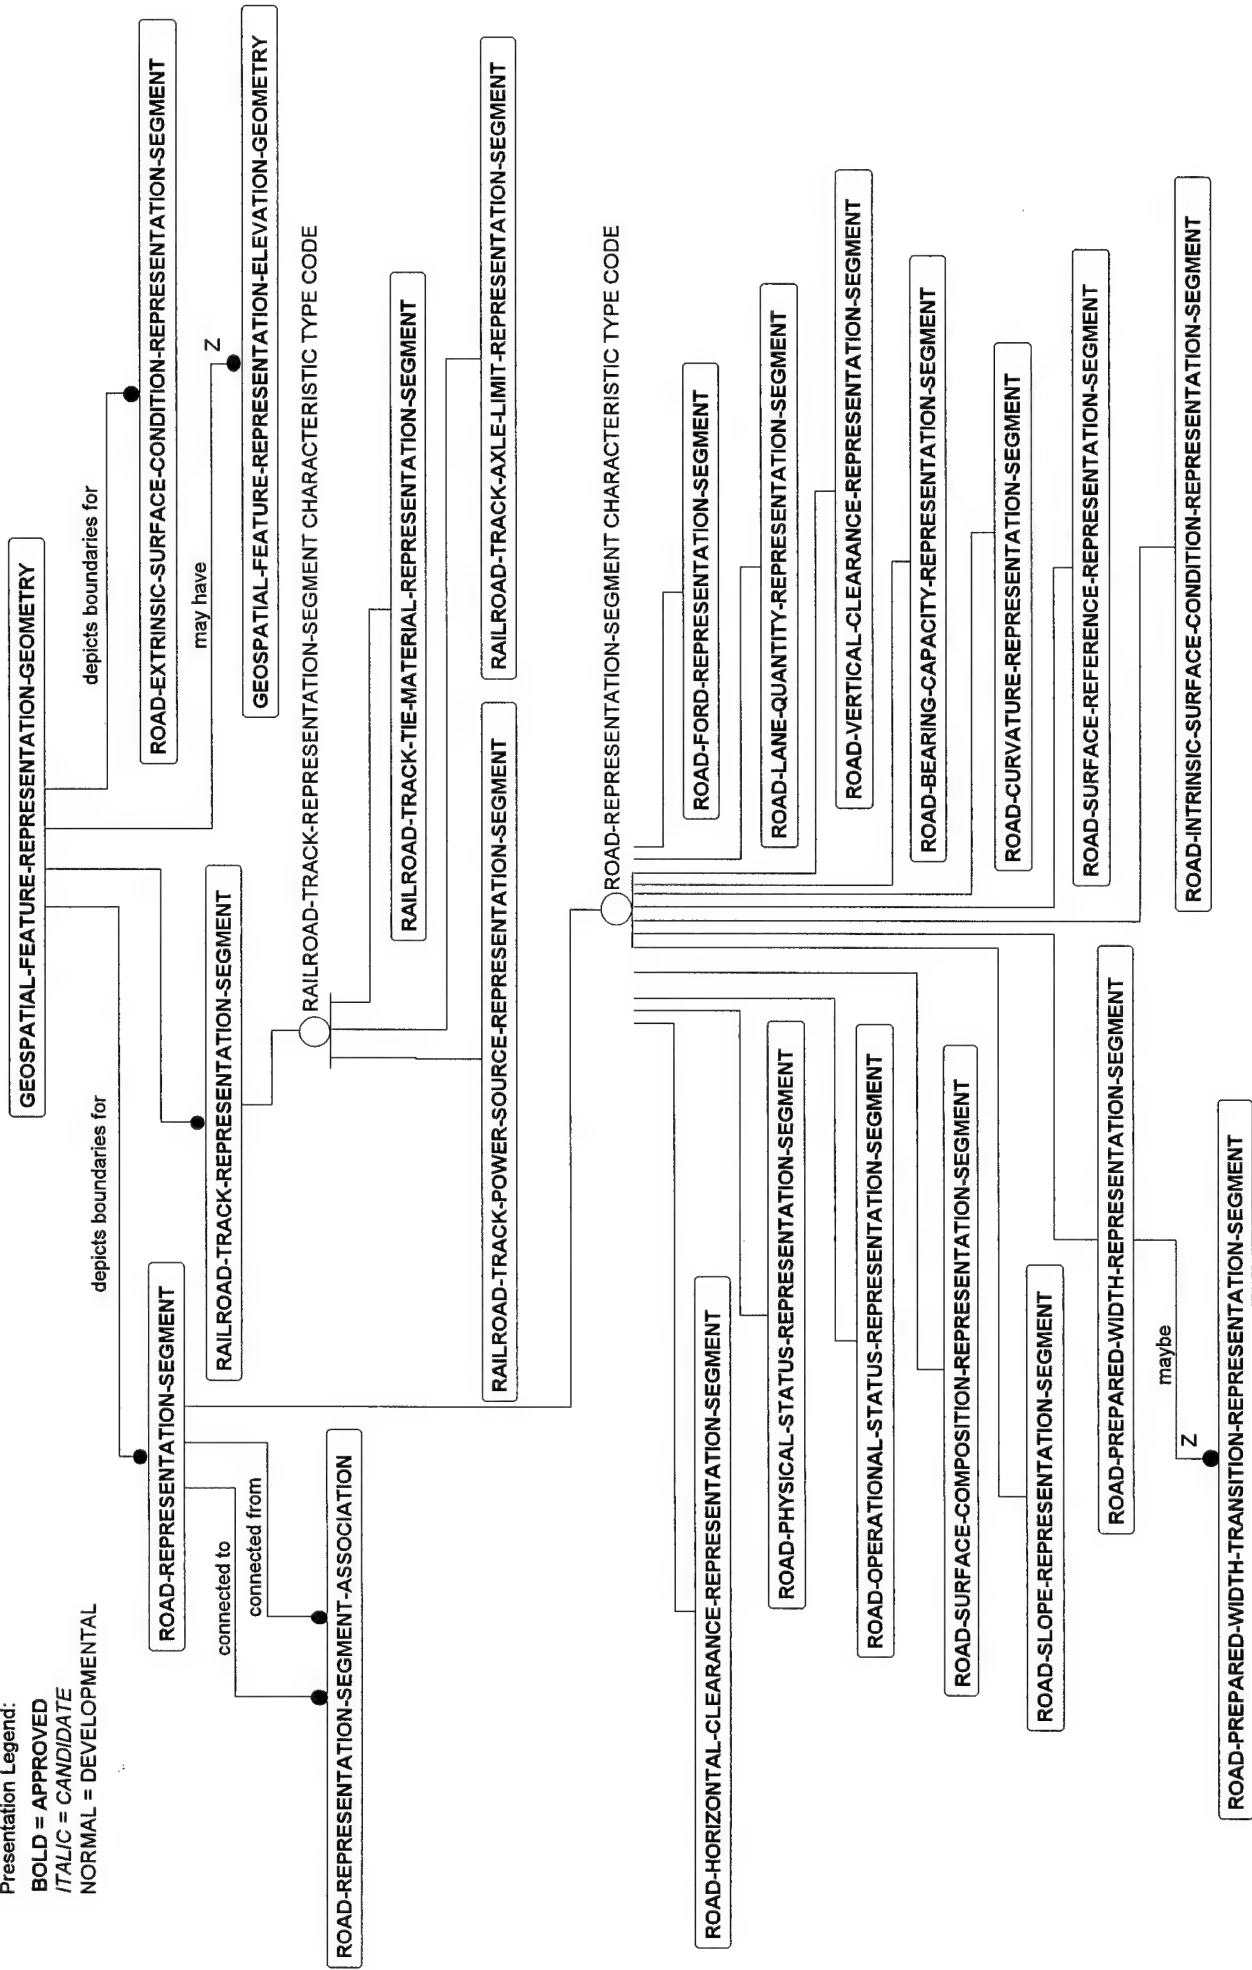 Presentation Legend:
BOLD = APPROVED
ITALIC = CANDIDATE
NORMAL = DEVELOPMENTAL
GEOSPATIAL-FEATURE-REPRESENTATION-GEOMETRY
depicts boundaries for
depicts boundaries for
ROAD-EXTRINSIC-SURFACE-CONDITION-REPRESENTATION-SEGMENT
ROAD-REPRESENTATION-SEGMENT
may have
Z
RAILROAD-TRACK-REPRESENTATION-SEGMENT
connected to
connected from
GEOSPATIAL-FEATURE-REPRESENTATION-ELEVATION-GEOMETRY
RAILROAD-TRACK-REPRESENTATION-SEGMENT CHARACTERISTIC TYPE CODE
ROAD-REPRESENTATION-SEGMENT-ASSOCIATION
RAILROAD-TRACK-TIE-MATERIAL-REPRESENTATION-SEGMENT
RAILROAD-TRACK-POWER-SOURCE-REPRESENTATION-SEGMENT
RAILROAD-TRACK-AXLE-LIMIT-REPRESENTATION-SEGMENT
ROAD-REPRESENTATION-SEGMENT CHARACTERISTIC TYPE CODE
ROAD-HORIZONTAL-CLEARANCE-REPRESENTATION-SEGMENT
ROAD-FORD-REPRESENTATION-SEGMENT
ROAD-PHYSICAL-STATUS-REPRESENTATION-SEGMENT
ROAD-LANE-QUANTITY-REPRESENTATION-SEGMENT
ROAD-OPERATIONAL-STATUS-REPRESENTATION-SEGMENT
ROAD-VERTICAL-CLEARANCE-REPRESENTATION-SEGMENT
ROAD-SURFACE-COMPOSITION-REPRESENTATION-SEGMENT
ROAD-BEARING-CAPACITY-REPRESENTATION-SEGMENT
ROAD-SLOPE-REPRESENTATION-SEGMENT
ROAD-CURVATURE-REPRESENTATION-SEGMENT
ROAD-PREPARED-WIDTH-REPRESENTATION-SEGMENT
ROAD-SURFACE-REFERENCE-REPRESENTATION-SEGMENT
maybe
Z
ROAD-INTRINSIC-SURFACE-CONDITION-REPRESENTATION-SEGMENT
ROAD-PREPARED-WIDTH-TRANSITION-REPRESENTATION-SEGMENT